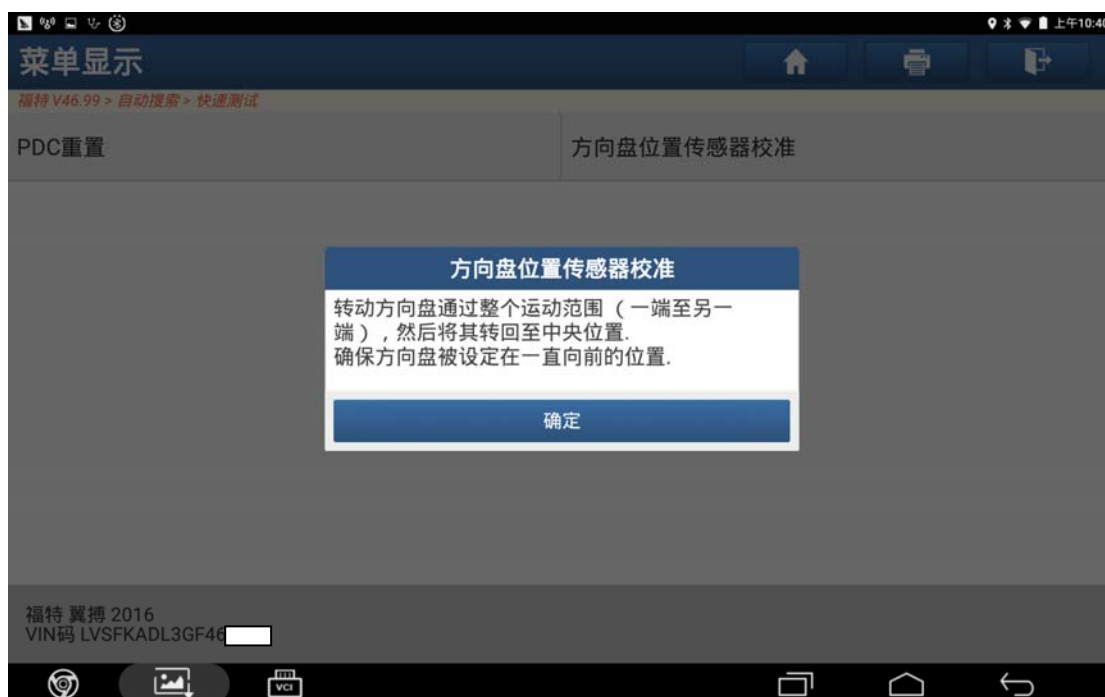 上午10:40
菜单显示
福特 V46.99 > 自动搜索 > 快速测试
PDC重置
方向盘位置传感器校准
方向盘位置传感器校准
转动方向盘通过整个运动范围 ( 一端至另一
端 ) , 然后将其转回至中央位置.
确保方向盘被设定在一直向前的位置.
确定
福特 翼搏 2016
VIN码 LVSFKADL3GF46
VCI